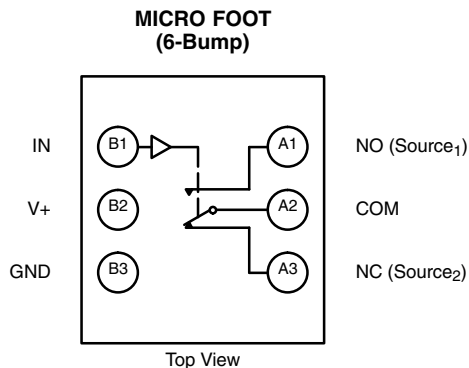 MICRO FOOT
(6-Bump)
IN B1 A1 NO (Source1)
V+ B2 A2 COM
GND B3 A3 NC (Source2)
Top View